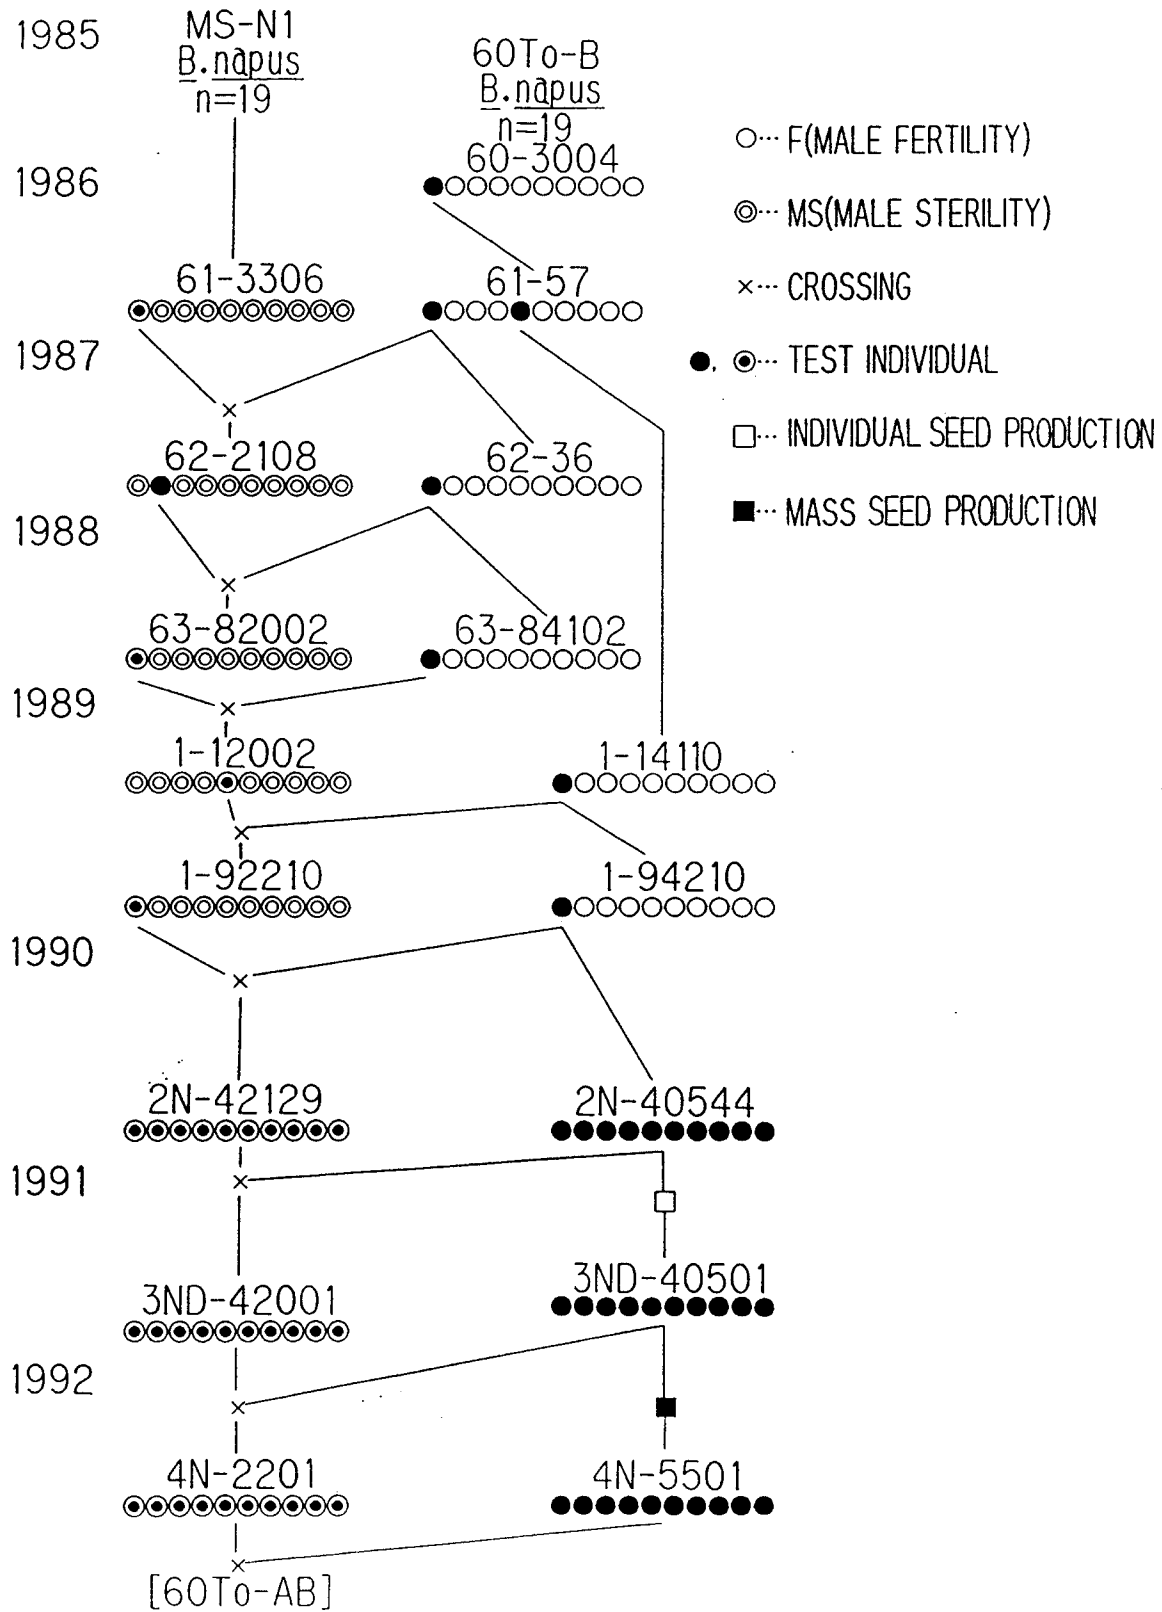 1985
MS-N1
B.napus
n=19
60To-B
B.napus
n=19
○… F(MALE FERTILITY)
◎… MS(MALE STERILITY)
×… CROSSING
●, ◉… TEST INDIVIDUAL
□… INDIVIDUAL SEED PRODUCTION
■… MASS SEED PRODUCTION
1986
60-3004
61-3306
61-57
1987
62-2108
62-36
1988
63-82002
63-84102
1989
1-12002
1-14110
1-92210
1-94210
1990
2N-42129
2N-40544
1991
3ND-42001
3ND-40501
1992
4N-2201
4N-5501
[60To-AB]